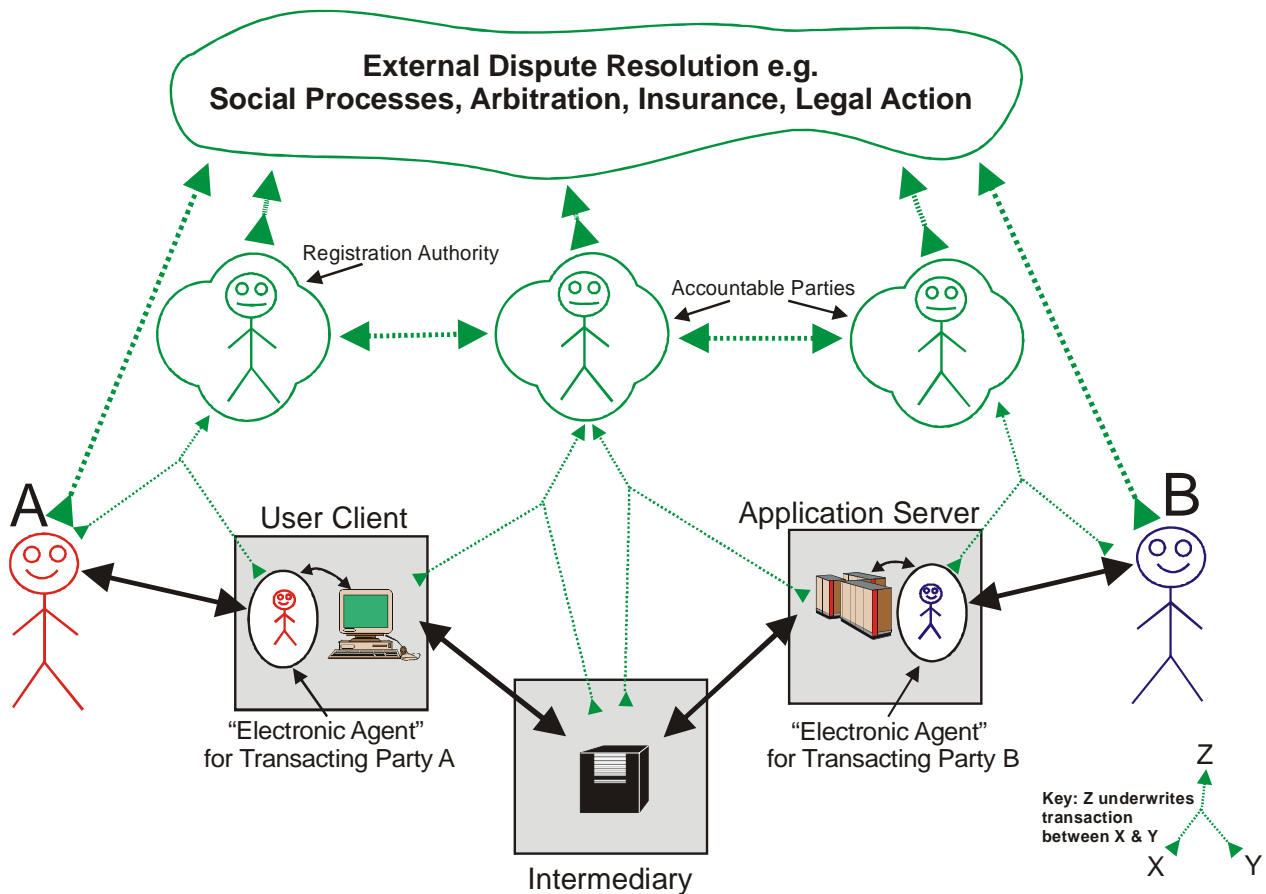 External Dispute Resolution e.g.
Social Processes, Arbitration, Insurance, Legal Action
Registration Authority
Accountable Parties
A
B
User Client
Application Server
“Electronic Agent”
for Transacting Party A
“Electronic Agent”
for Transacting Party B
Intermediary
Z
Key: Z underwrites
transaction
between X & Y
X
Y